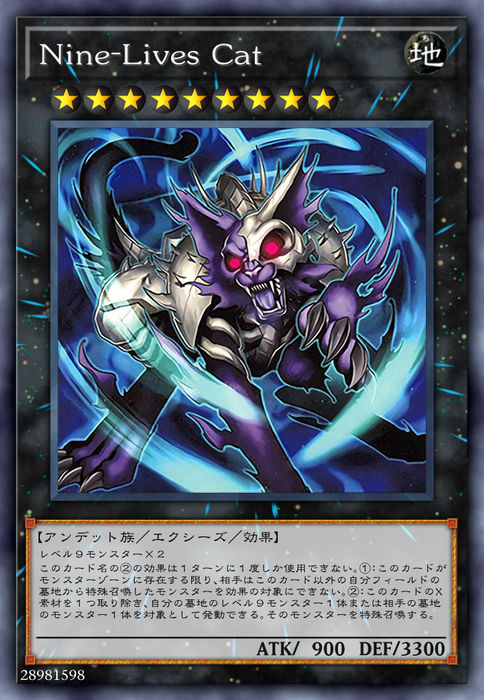 Nine-Lives Cat
ち
地
【アンデット族／エクシーズ／効果】
レベル９モンスター×２
このカード名の②の効果は１ターンに１度しか使用できない。①：このカードが
モンスターゾーンに存在する限り、相手はこのカード以外の自分フィールドの
墓地から特殊召喚したモンスターを効果の対象にできない。②：このカードのX
素材を１つ取り除き、自分の墓地のレベル９モンスター１体または相手の墓地
のモンスター１体を対象として発動できる。そのモンスターを特殊召喚する。
ATK/ 900 DEF/3300
28981598